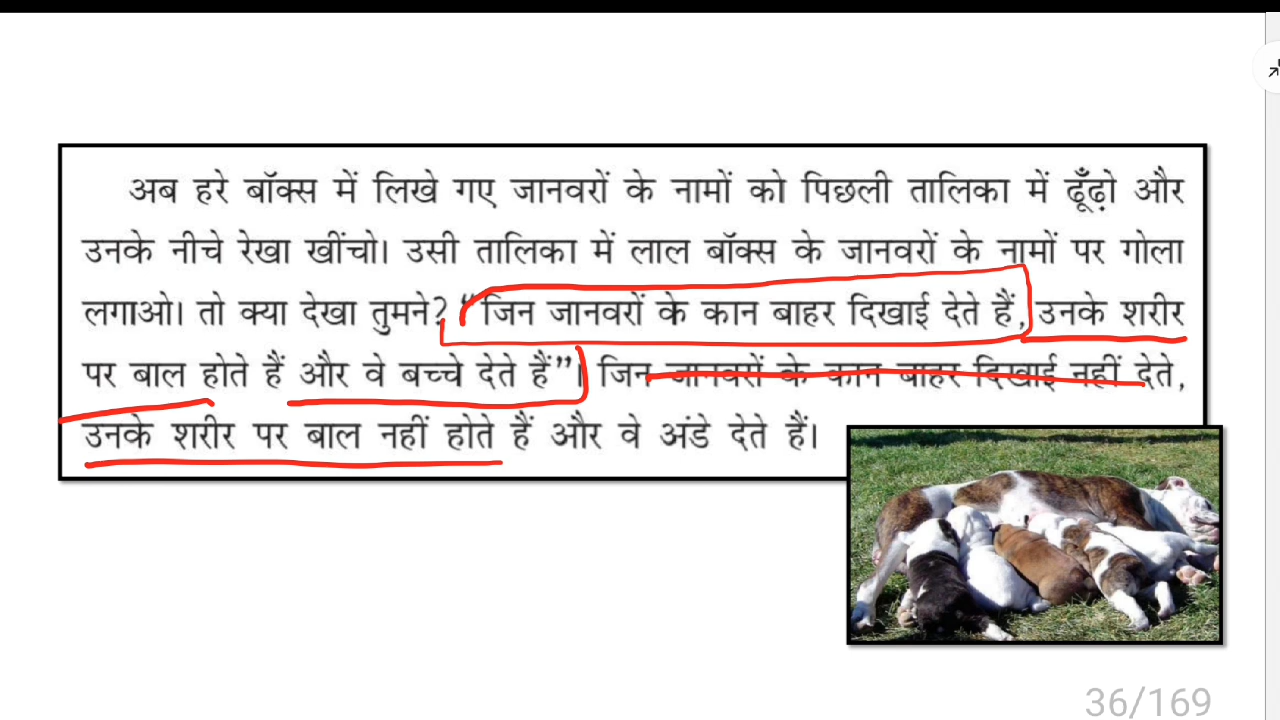 अब हरे बॉक्स में लिखे गए जानवरों के नामों को पिछली तालिका में ढूँढ़ो और
उनके नीचे रेखा खींचो। उसी तालिका में लाल बॉक्स के जानवरों के नामों पर गोला
लगाओ। तो क्या देखा तुमने? “जिन जानवरों के कान बाहर दिखाई देते हैं, उनके शरीर
पर बाल होते हैं और वे बच्चे देते हैं”। जिन जानवरों के कान बाहर दिखाई नहीं देते,
उनके शरीर पर बाल नहीं होते हैं और वे अंडे देते हैं।
36/169